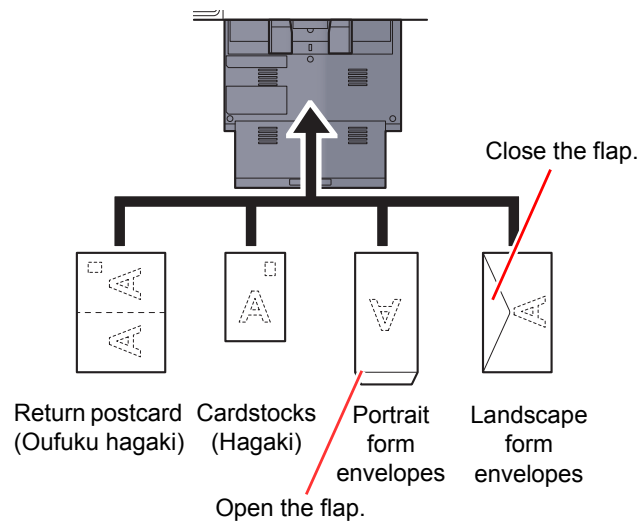 Close the flap.
A
A
A
A
A
Return postcard
(Oufuku hagaki)
Cardstocks
(Hagaki)
Portrait
form
envelopes
Landscape
form
envelopes
Open the flap.